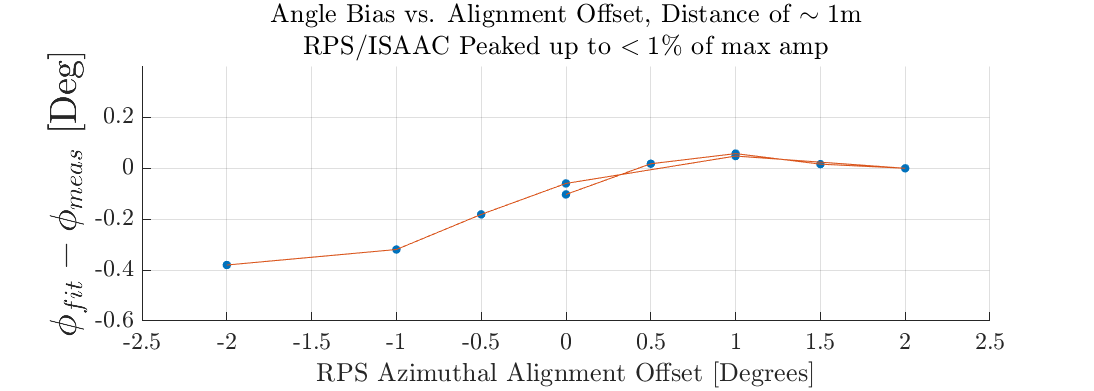 Angle Bias vs. Alignment Offset, Distance of ∼ 1m
RPS/ISAAC Peaked up to < 1% of max amp
ϕ_fit − ϕ_meas [Deg]
0.2
0
-0.2
-0.4
-0.6
-2.5 -2 -1.5 -1 -0.5 0 0.5 1 1.5 2 2.5
RPS Azimuthal Alignment Offset [Degrees]